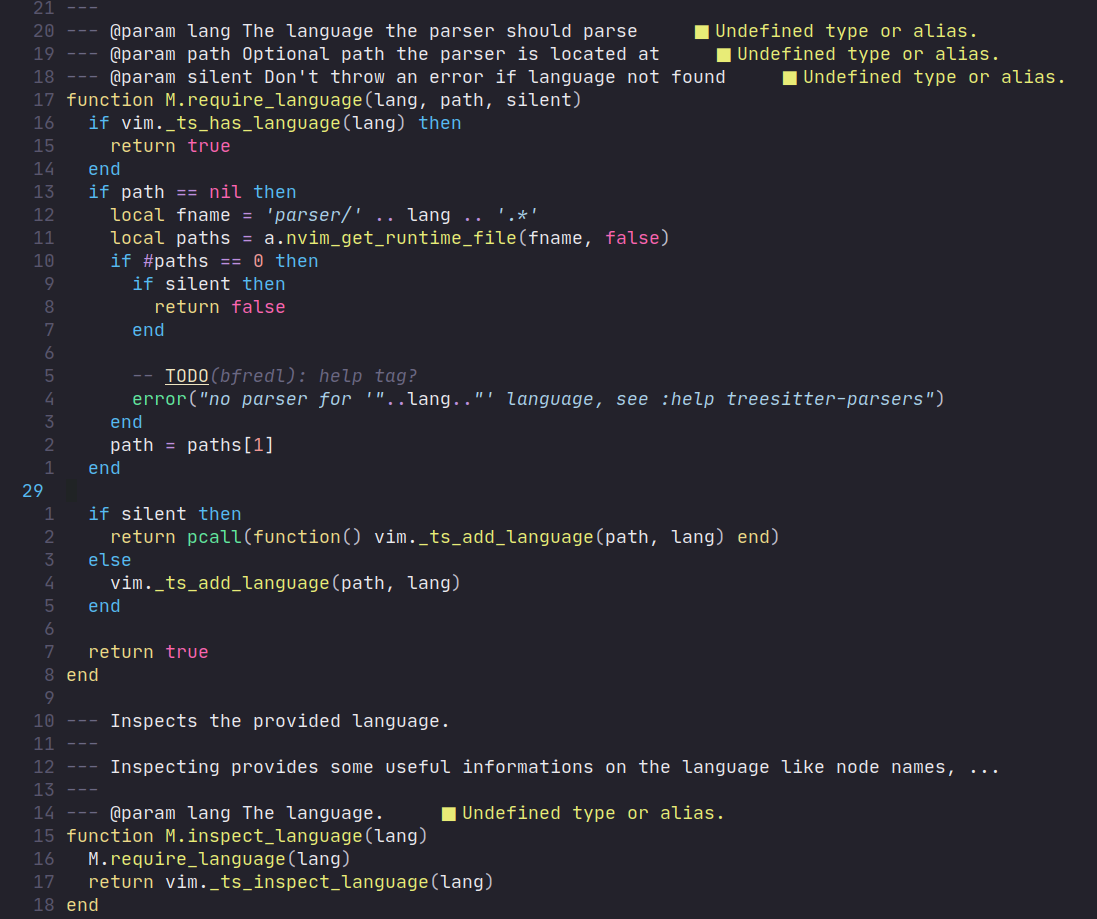 21 ---
20 --- @param lang The language the parser should parse ■ Undefined type or alias.
19 --- @param path Optional path the parser is located at ■ Undefined type or alias.
18 --- @param silent Don't throw an error if language not found ■ Undefined type or alias.
17 function M.require_language(lang, path, silent)
16   if vim._ts_has_language(lang) then
15     return true
14   end
13   if path == nil then
12     local fname = 'parser/' .. lang .. '.*'
11     local paths = a.nvim_get_runtime_file(fname, false)
10     if #paths == 0 then
9       if silent then
8         return false
7       end
6
5       -- TODO(bfredl): help tag?
4       error("no parser for '"..lang.."' language, see :help treesitter-parsers")
3     end
2     path = paths[1]
1   end
29
1   if silent then
2     return pcall(function() vim._ts_add_language(path, lang) end)
3   else
4     vim._ts_add_language(path, lang)
5   end
6
7   return true
8 end
9
10 --- Inspects the provided language.
11 ---
12 --- Inspecting provides some useful informations on the language like node names, ...
13 ---
14 --- @param lang The language. ■ Undefined type or alias.
15 function M.inspect_language(lang)
16   M.require_language(lang)
17   return vim._ts_inspect_language(lang)
18 end